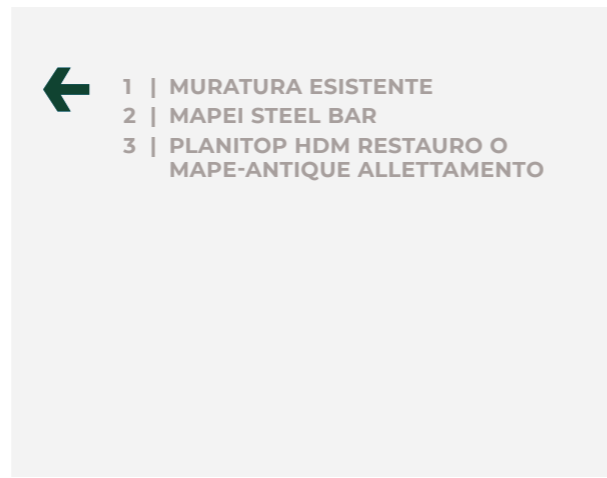 1 | MURATURA ESISTENTE
2 | MAPEI STEEL BAR
3 | PLANITOP HDM RESTAURO O
MAPE-ANTIQUE ALLETTAMENTO